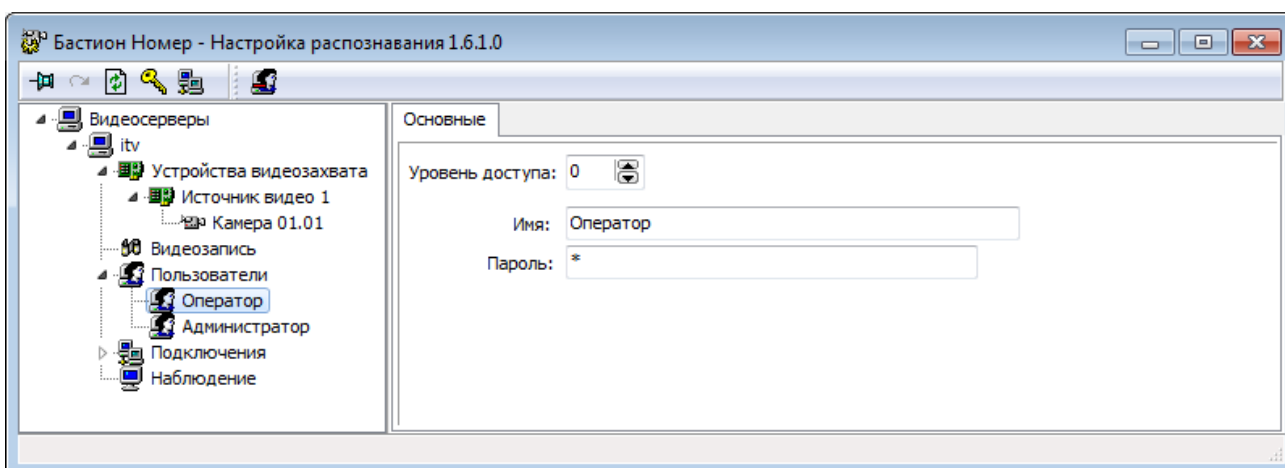 Бастион Номер - Настройка распознавания 1.6.1.0
Видеосерверы
itv
Устройства видеозахвата
Источник видео 1
Камера 01.01
Видеозапись
Пользователи
Оператор
Администратор
Подключения
Наблюдение
Основные
Уровень доступа: 0
Имя: Оператор
Пароль: *